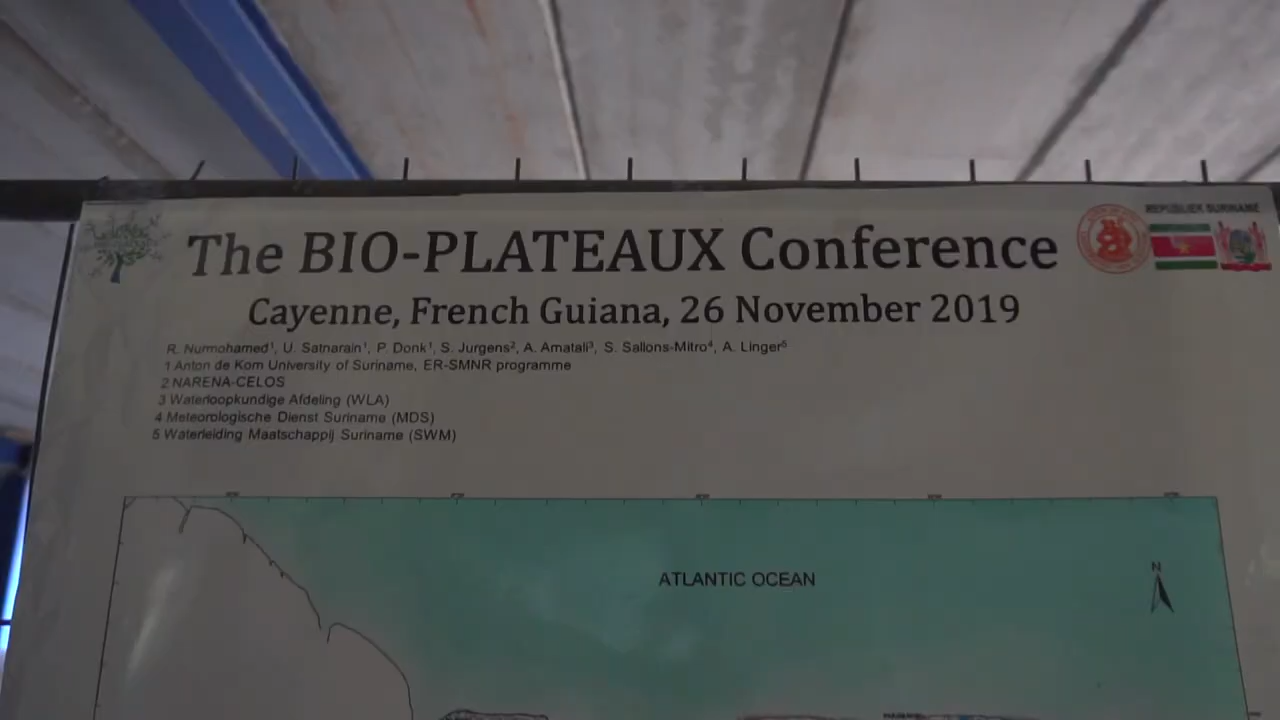 The BIO-PLATEAUX Conference
REPUBLIEK SURINAME
Cayenne, French Guiana, 26 November 2019
R. Nurmohamed¹, U. Satnarain¹, P. Donk¹, S. Jurgens², A. Amatali³, S. Sallons-Mitro⁴, A. Linger⁵
1 Anton de Kom University of Suriname, ER-SMNR programme
2 NARENA-CELOS
3 Waterloopkundige Afdeling (WLA)
4 Meteorologische Dienst Suriname (MDS)
5 Waterleiding Maatschappij Suriname (SWM)
ATLANTIC OCEAN
N